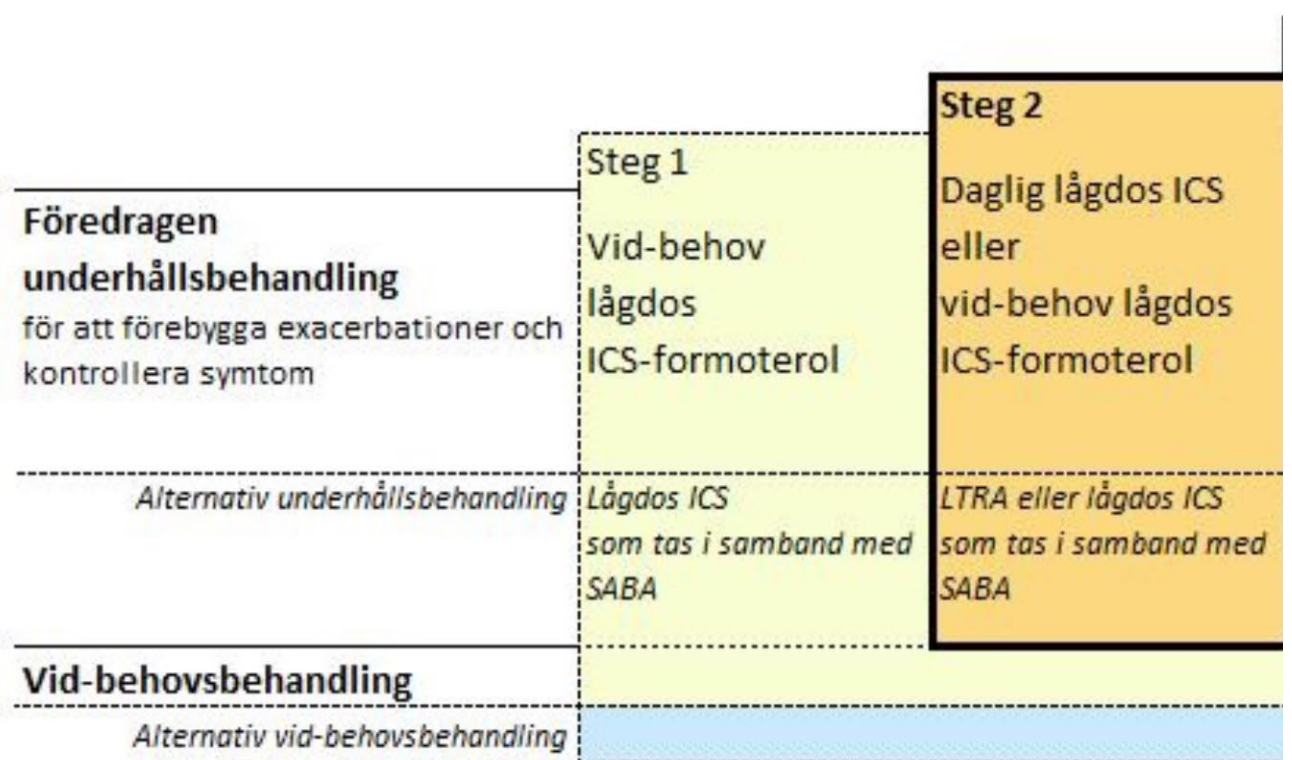 Steg 2
Steg 1
Daglig lågdos ICS
eller
vid-behov lågdos
ICS-formoterol
Vid-behov
lågdos
ICS-formoterol
Föredragen
underhållsbehandling
för att förebygga exacerbationer och
kontrollera symtom
Alternativ underhållsbehandling
Lågdos ICS
som tas i samband med
SABA
LTRA eller lågdos ICS
som tas i samband med
SABA
Vid-behovsbehandling
Alternativ vid-behovsbehandling